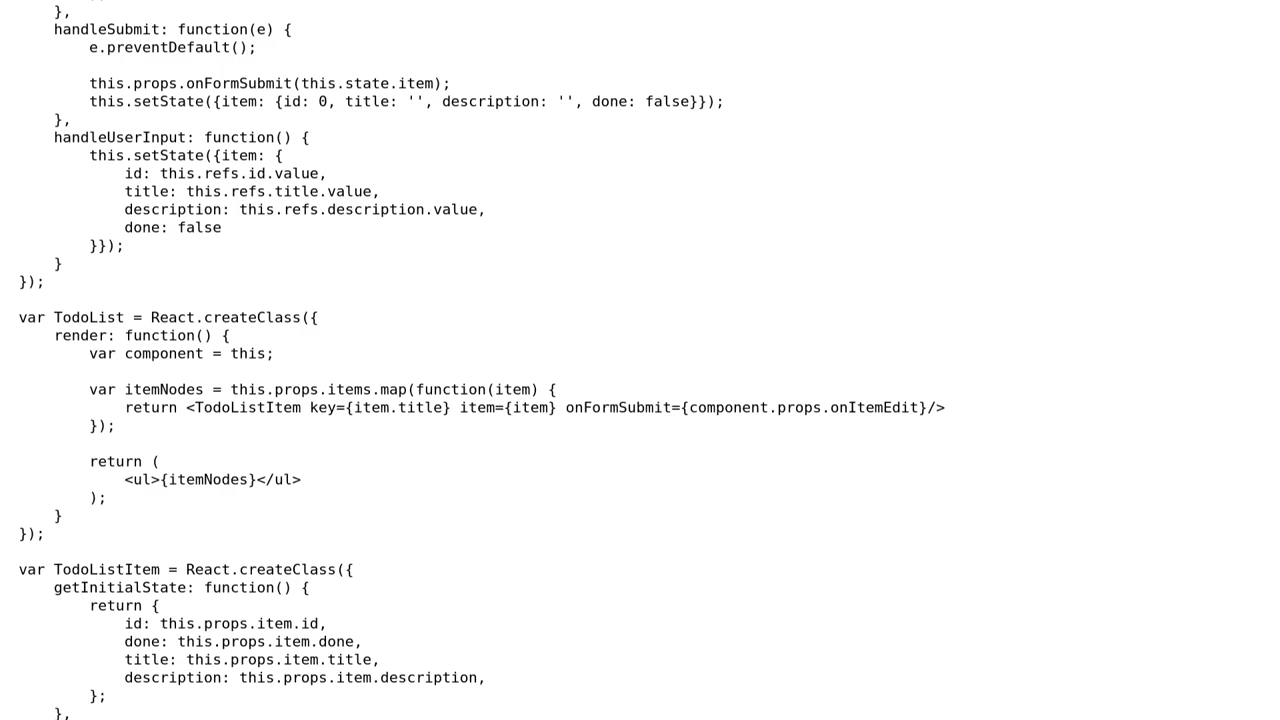 },
    handleSubmit: function(e) {
        e.preventDefault();

        this.props.onFormSubmit(this.state.item);
        this.setState({item: {id: 0, title: '', description: '', done: false}});
    },
    handleUserInput: function() {
        this.setState({item: {
            id: this.refs.id.value,
            title: this.refs.title.value,
            description: this.refs.description.value,
            done: false
        }});
    }
});

var TodoList = React.createClass({
    render: function() {
        var component = this;

        var itemNodes = this.props.items.map(function(item) {
            return <TodoListItem key={item.title} item={item} onFormSubmit={component.props.onItemEdit}/>
        });

        return (
            <ul>{itemNodes}</ul>
        );
    }
});

var TodoListItem = React.createClass({
    getInitialState: function() {
        return {
            id: this.props.item.id,
            done: this.props.item.done,
            title: this.props.item.title,
            description: this.props.item.description,
        };
    },